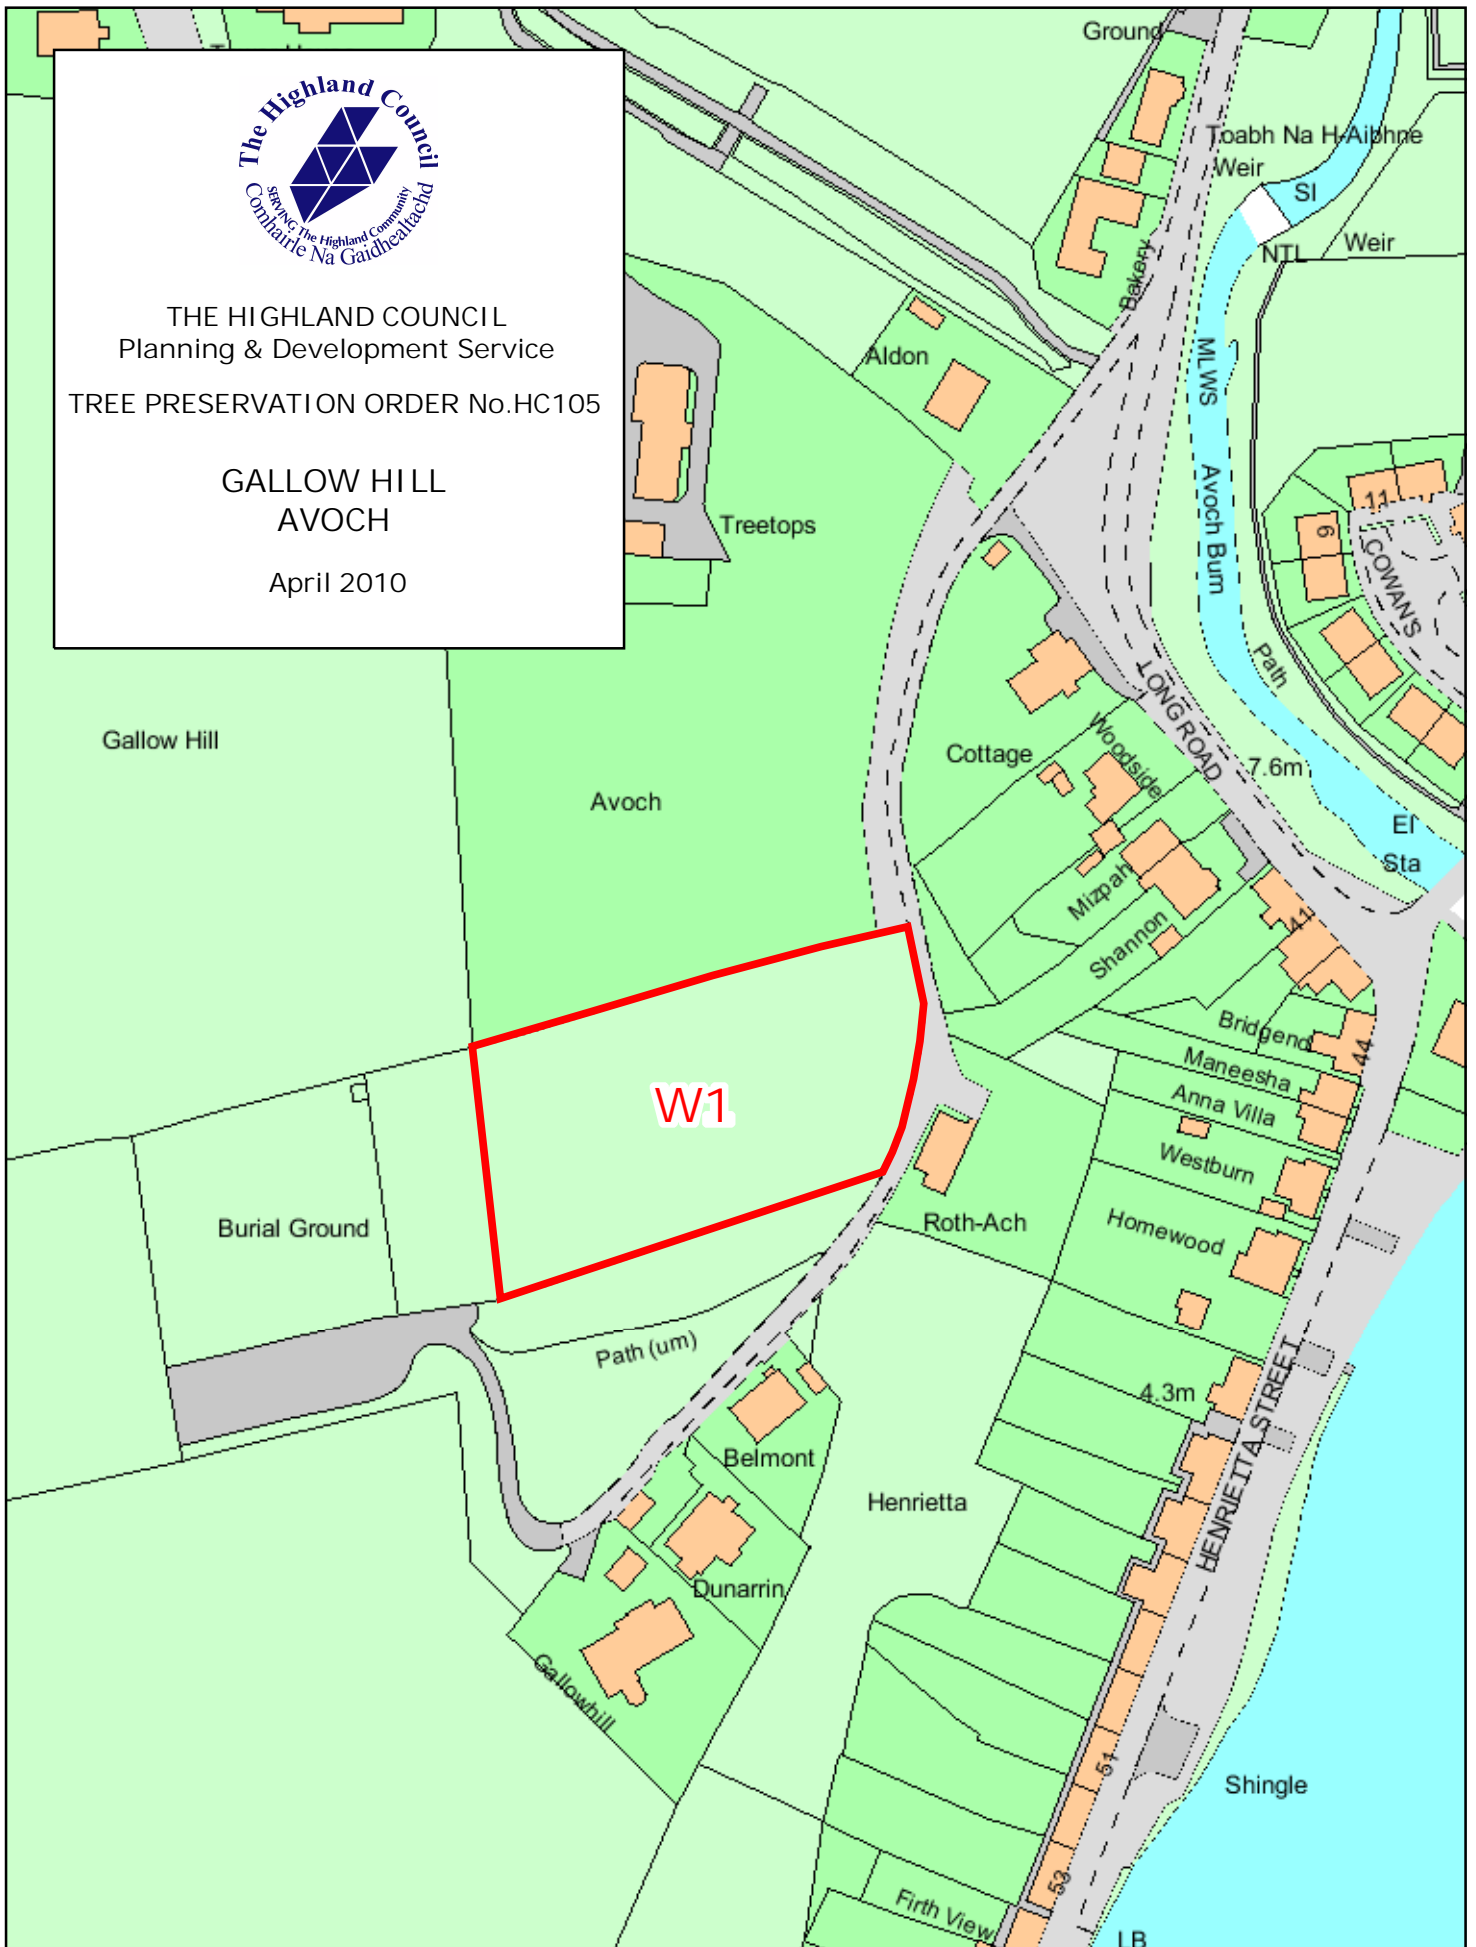 The Highland Council
SERVING The Highland Community
Comhairle Na Gaidhealtachd
THE HIGHLAND COUNCIL
Planning & Development Service
TREE PRESERVATION ORDER No.HC105
GALLOW HILL
AVOCH
April 2010
Ground
Toabh Na H-Aibhne
Weir
SI
Weir
NTL
Bakery
Aldon
MLWS
Avoch Burn
Treetops
11
6
COWAN'S
Path
LONG ROAD
Gallow Hill
Cottage
Woodside
7.6m
Avoch
El
Sta
Mizpah
41
Shannon
Bridgend
44
Maneesha
W1
Anna Villa
Westburn
Burial Ground
Roth-Ach
Homewood
Path (um)
4.3m
HENRIETTA STREET
Belmont
Henrietta
Dunarrin
Gallowhill
51
Shingle
53
Firth View
LB